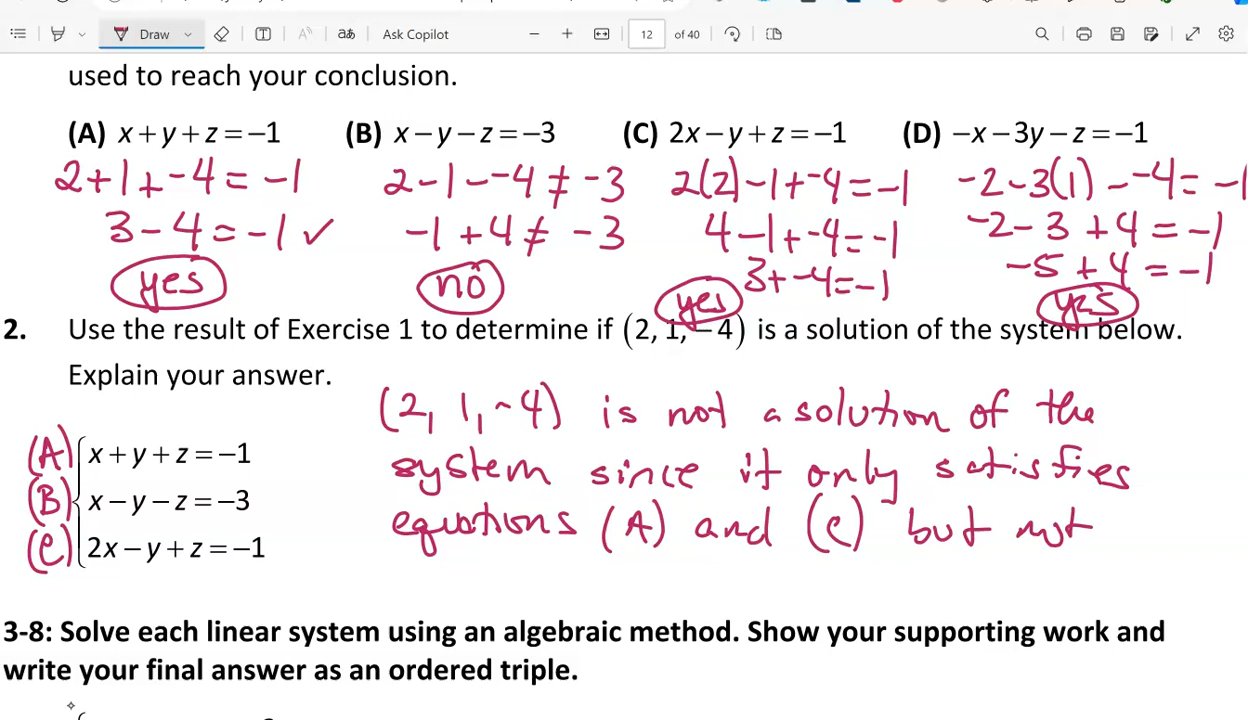 Draw
aあ
Ask Copilot
12 of 40
used to reach your conclusion.
(A) x+y+z=−1 (B) x−y−z=−3 (C) 2x−y+z=−1 (D) −x−3y−z=−1
2+1+-4=-1 2-1--4≠-3 2(2)-1+-4=-1 -2-3(1)--4=-1
3-4=-1✓ -1+4≠-3 4-1+-4=-1 -2-3+4=-1
yes no 3+-4=-1 -5+4=-1
yes yes
2. Use the result of Exercise 1 to determine if (2, 1, −4) is a solution of the system below.
Explain your answer.
(2, 1, -4) is not a solution of the
(A) x+y+z=−1 system since it only satisfies
(B) x−y−z=−3 equations (A) and (C) but not
(C) 2x−y+z=−1
3-8: Solve each linear system using an algebraic method. Show your supporting work and
write your final answer as an ordered triple.